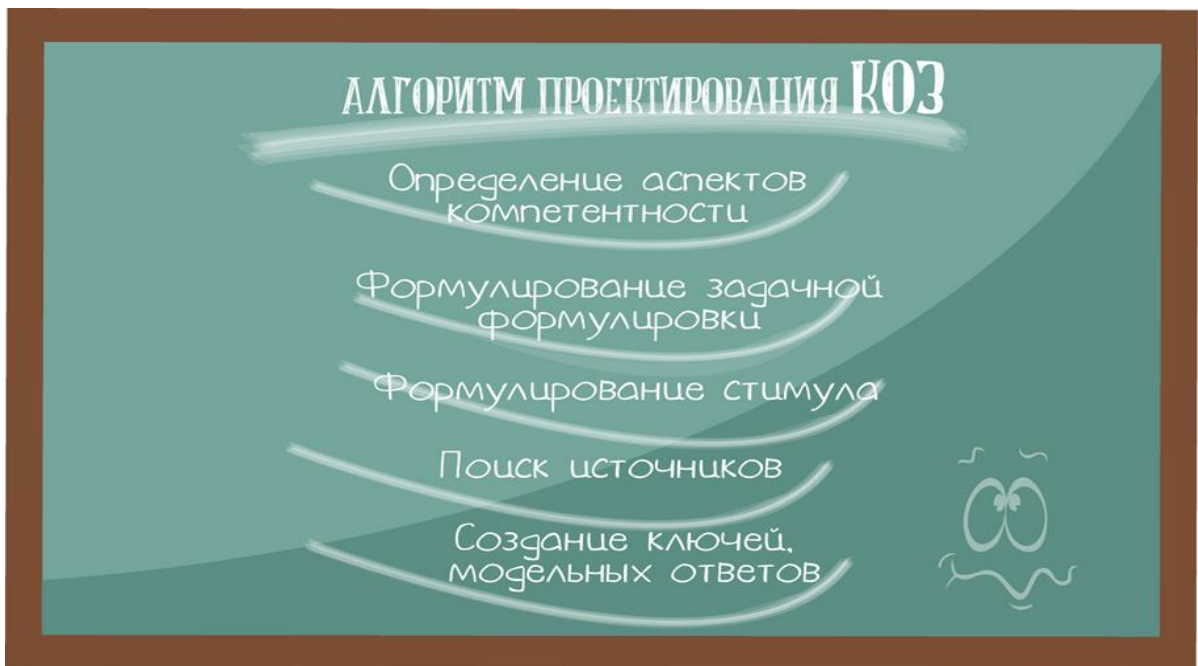 АЛГОРИТМ ПРОЕКТИРОВАНИЯ КОЗ
Определение аспектов
компетентности
Формулирование задачной
формулировки
Формулирование стимула
Поиск источников
Создание ключей,
модельных ответов